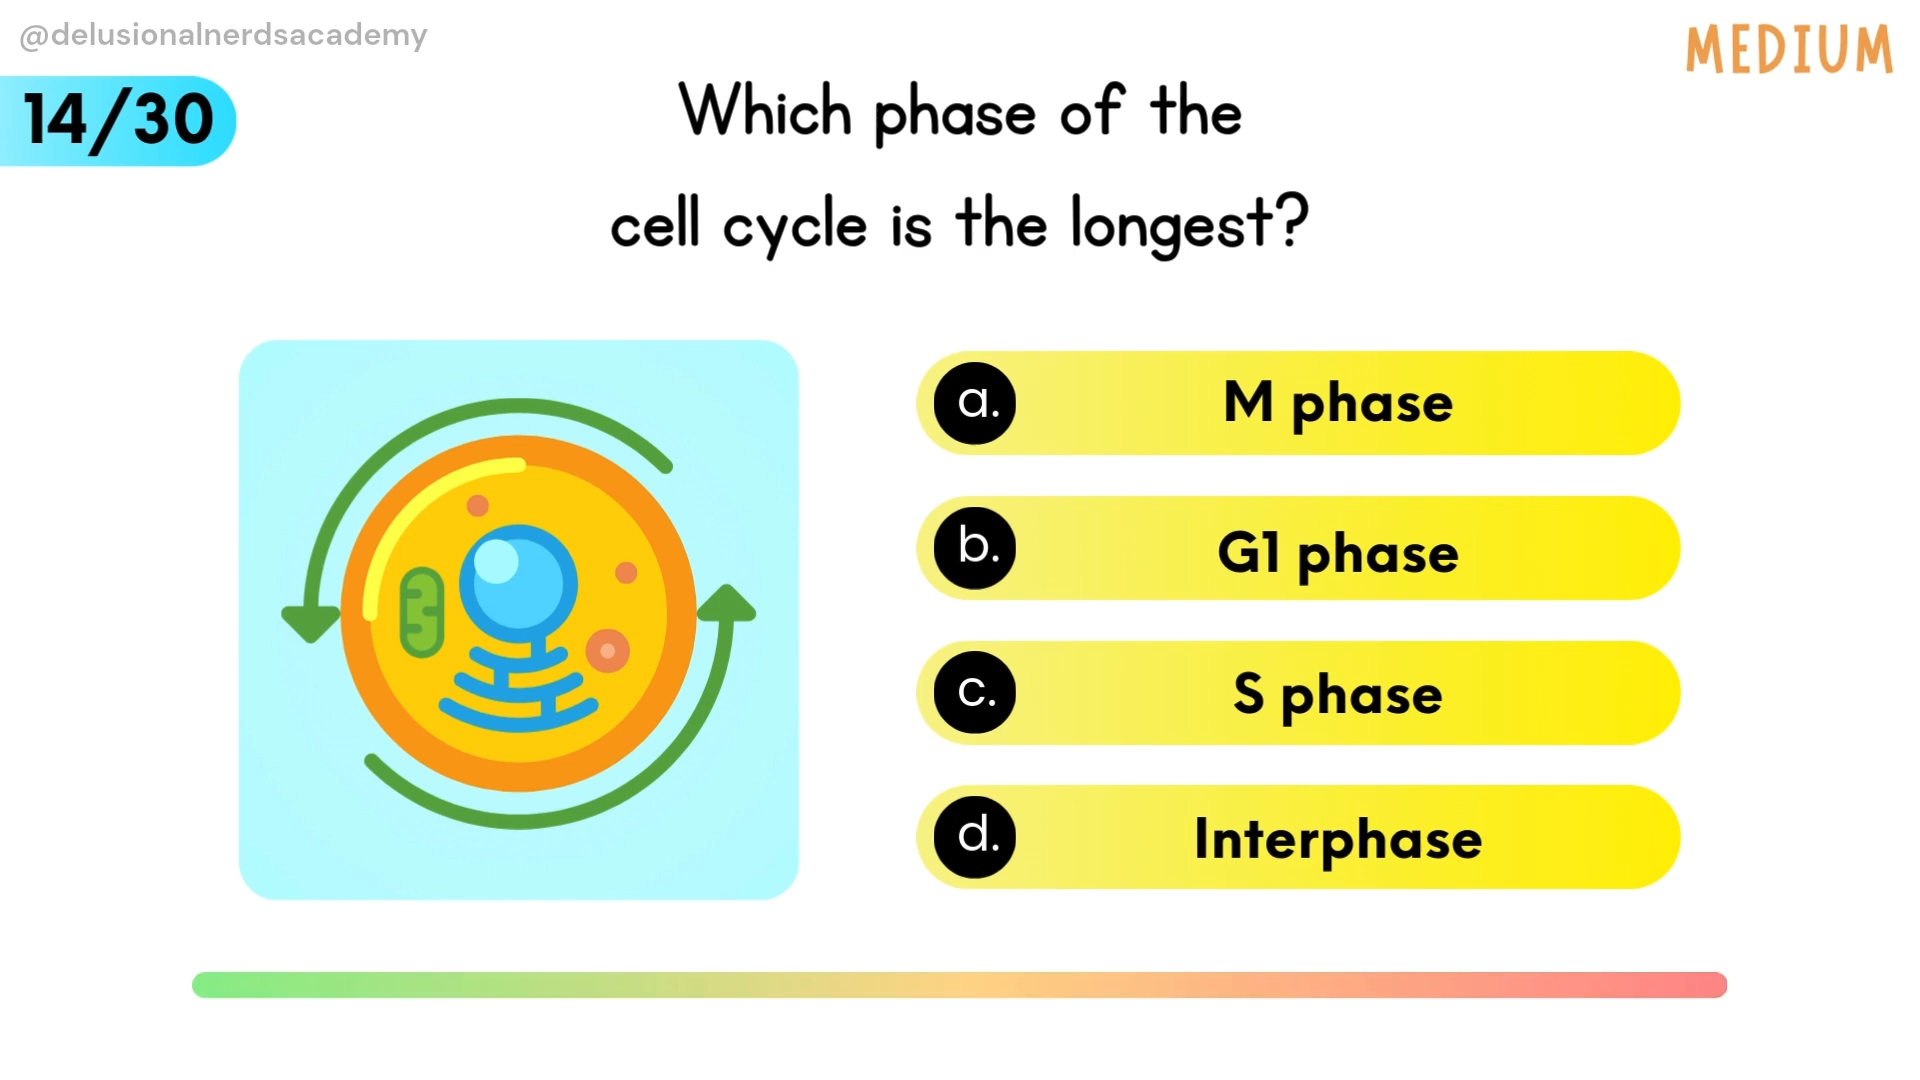 @delusionalnerdsacademy
MEDIUM
14/30
Which phase of the
cell cycle is the longest?
a. M phase
b. G1 phase
c. S phase
d. Interphase